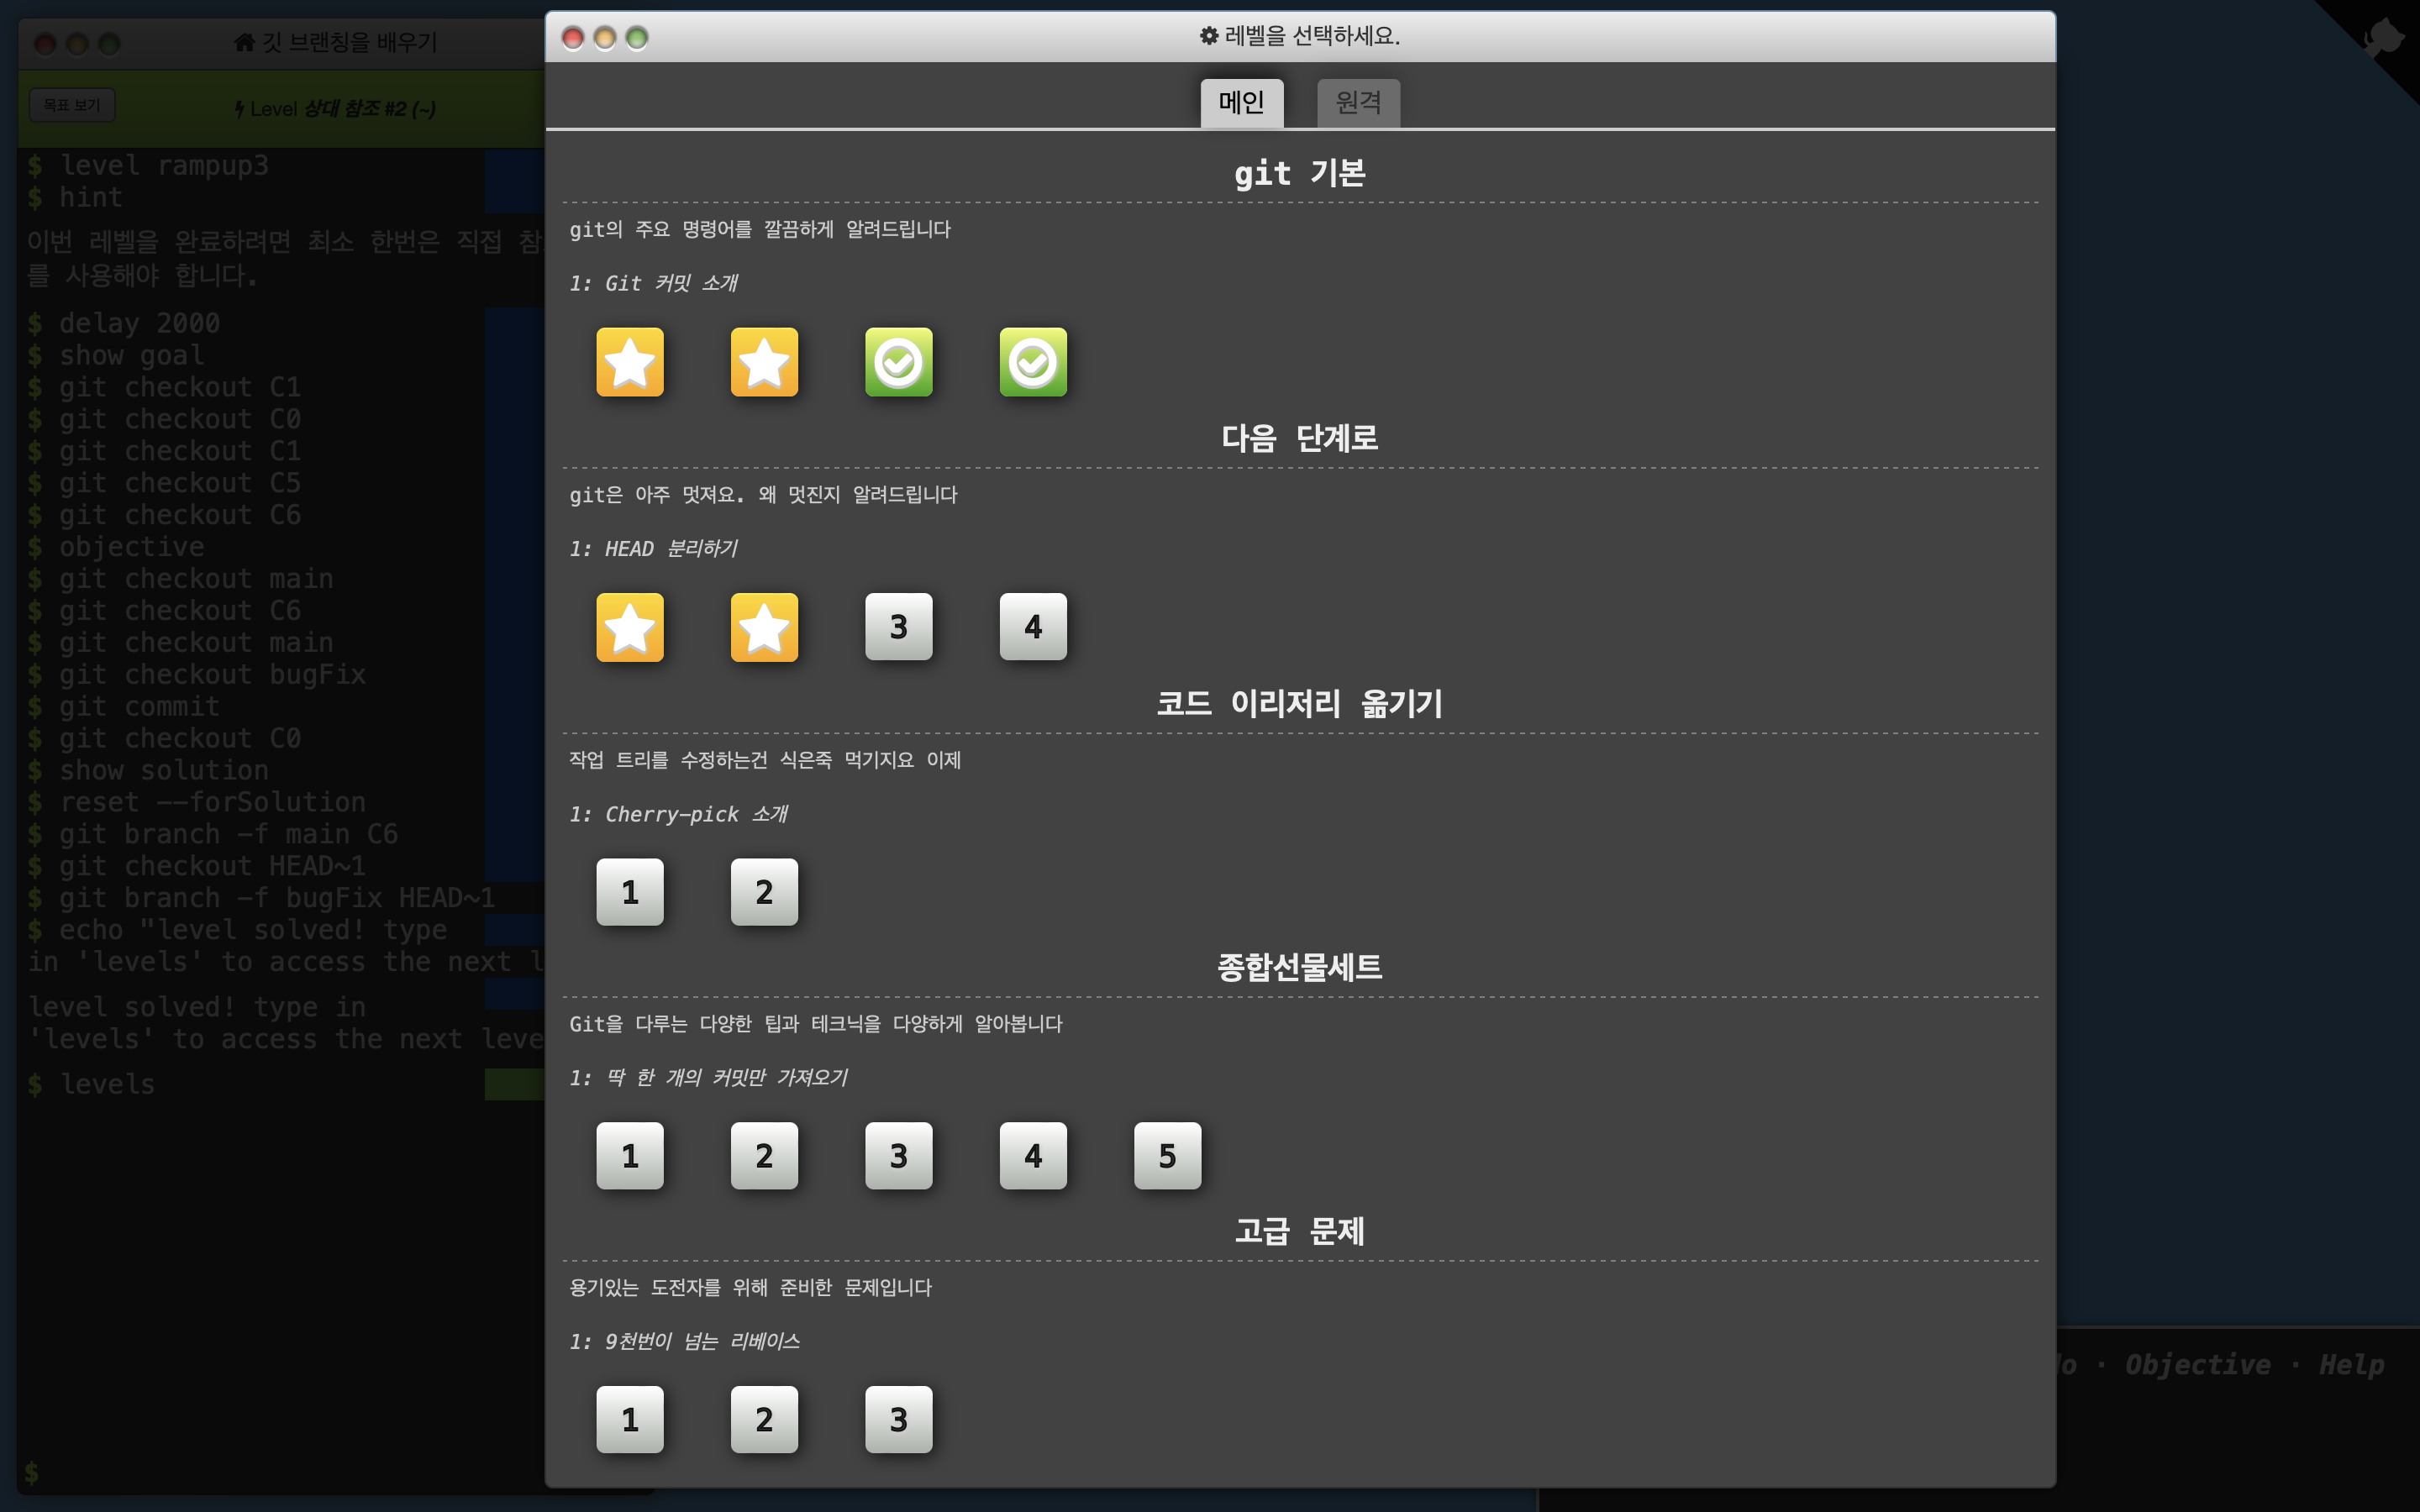 깃 브랜칭을 배우기
목표 보기
Level 상대 참조 #2 (~)
$ level rampup3
$ hint
이번 레벨을 완료하려면 최소 한번은 직접 참
를 사용해야 합니다.
$ delay 2000
$ show goal
$ git checkout C1
$ git checkout C0
$ git checkout C1
$ git checkout C5
$ git checkout C6
$ objective
$ git checkout main
$ git checkout C6
$ git checkout main
$ git checkout bugFix
$ git commit
$ git checkout C0
$ show solution
$ reset --forSolution
$ git branch -f main C6
$ git checkout HEAD~1
$ git branch -f bugFix HEAD~1
$ echo "level solved! type
in 'levels' to access the next l
level solved! type in
'levels' to access the next leve
$ levels
$
레벨을 선택하세요.
메인 원격
git 기본
git의 주요 명령어를 깔끔하게 알려드립니다
1: Git 커밋 소개
다음 단계로
git은 아주 멋져요. 왜 멋진지 알려드립니다
1: HEAD 분리하기
3 4
코드 이리저리 옮기기
작업 트리를 수정하는건 식은죽 먹기지요 이제
1: Cherry-pick 소개
1 2
종합선물세트
Git을 다루는 다양한 팁과 테크닉을 다양하게 알아봅니다
1: 딱 한 개의 커밋만 가져오기
1 2 3 4 5
고급 문제
용기있는 도전자를 위해 준비한 문제입니다
1: 9천번이 넘는 리베이스
1 2 3
do · Objective · Help